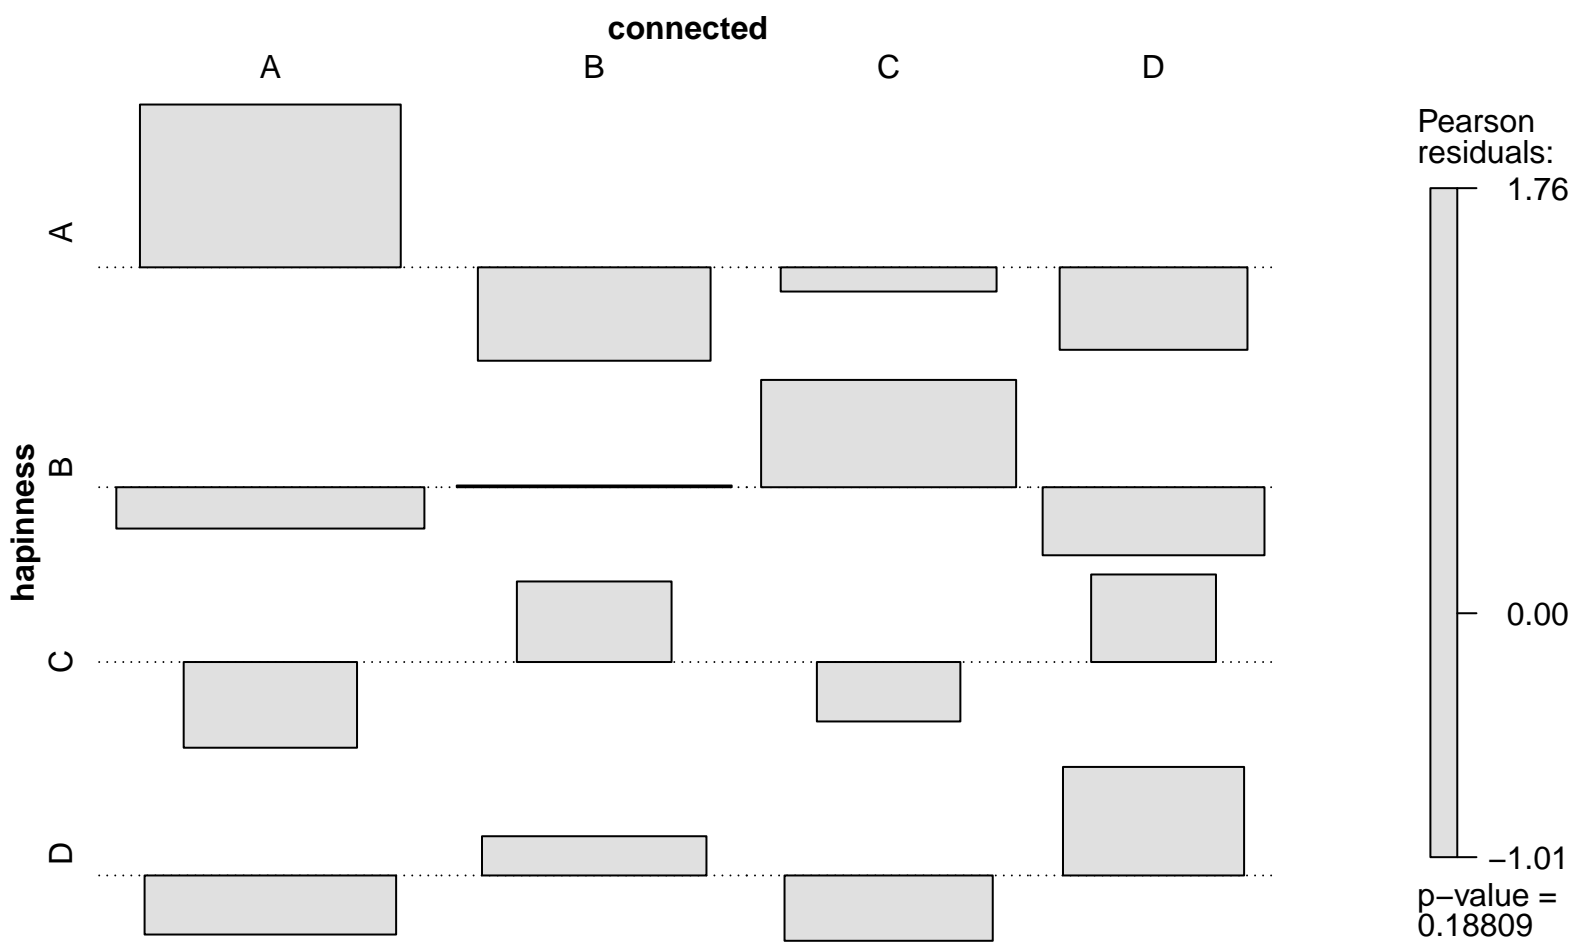 connected
A B C D
Pearson
residuals:
1.76
0.00
−1.01
p−value =
0.18809
hapinness
A
B
C
D